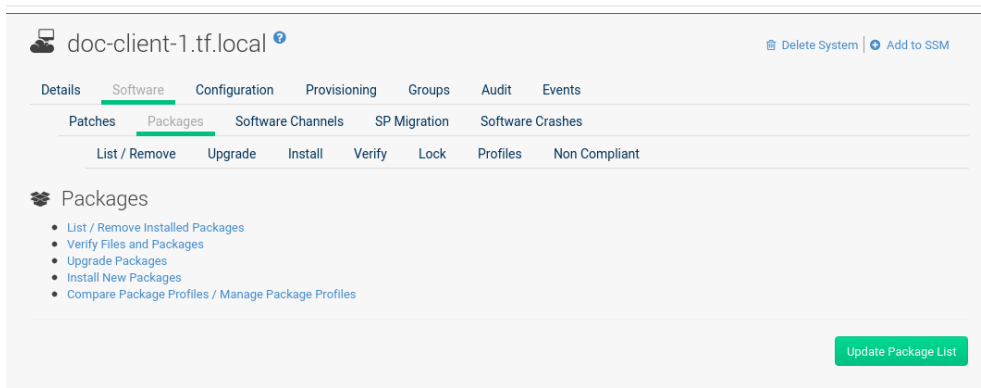 doc-client-1.tf.local ?
Delete System | Add to SSM
Details Software Configuration Provisioning Groups Audit Events
Patches Packages Software Channels SP Migration Software Crashes
List / Remove Upgrade Install Verify Lock Profiles Non Compliant
Packages
List / Remove Installed Packages
Verify Files and Packages
Upgrade Packages
Install New Packages
Compare Package Profiles / Manage Package Profiles
Update Package List